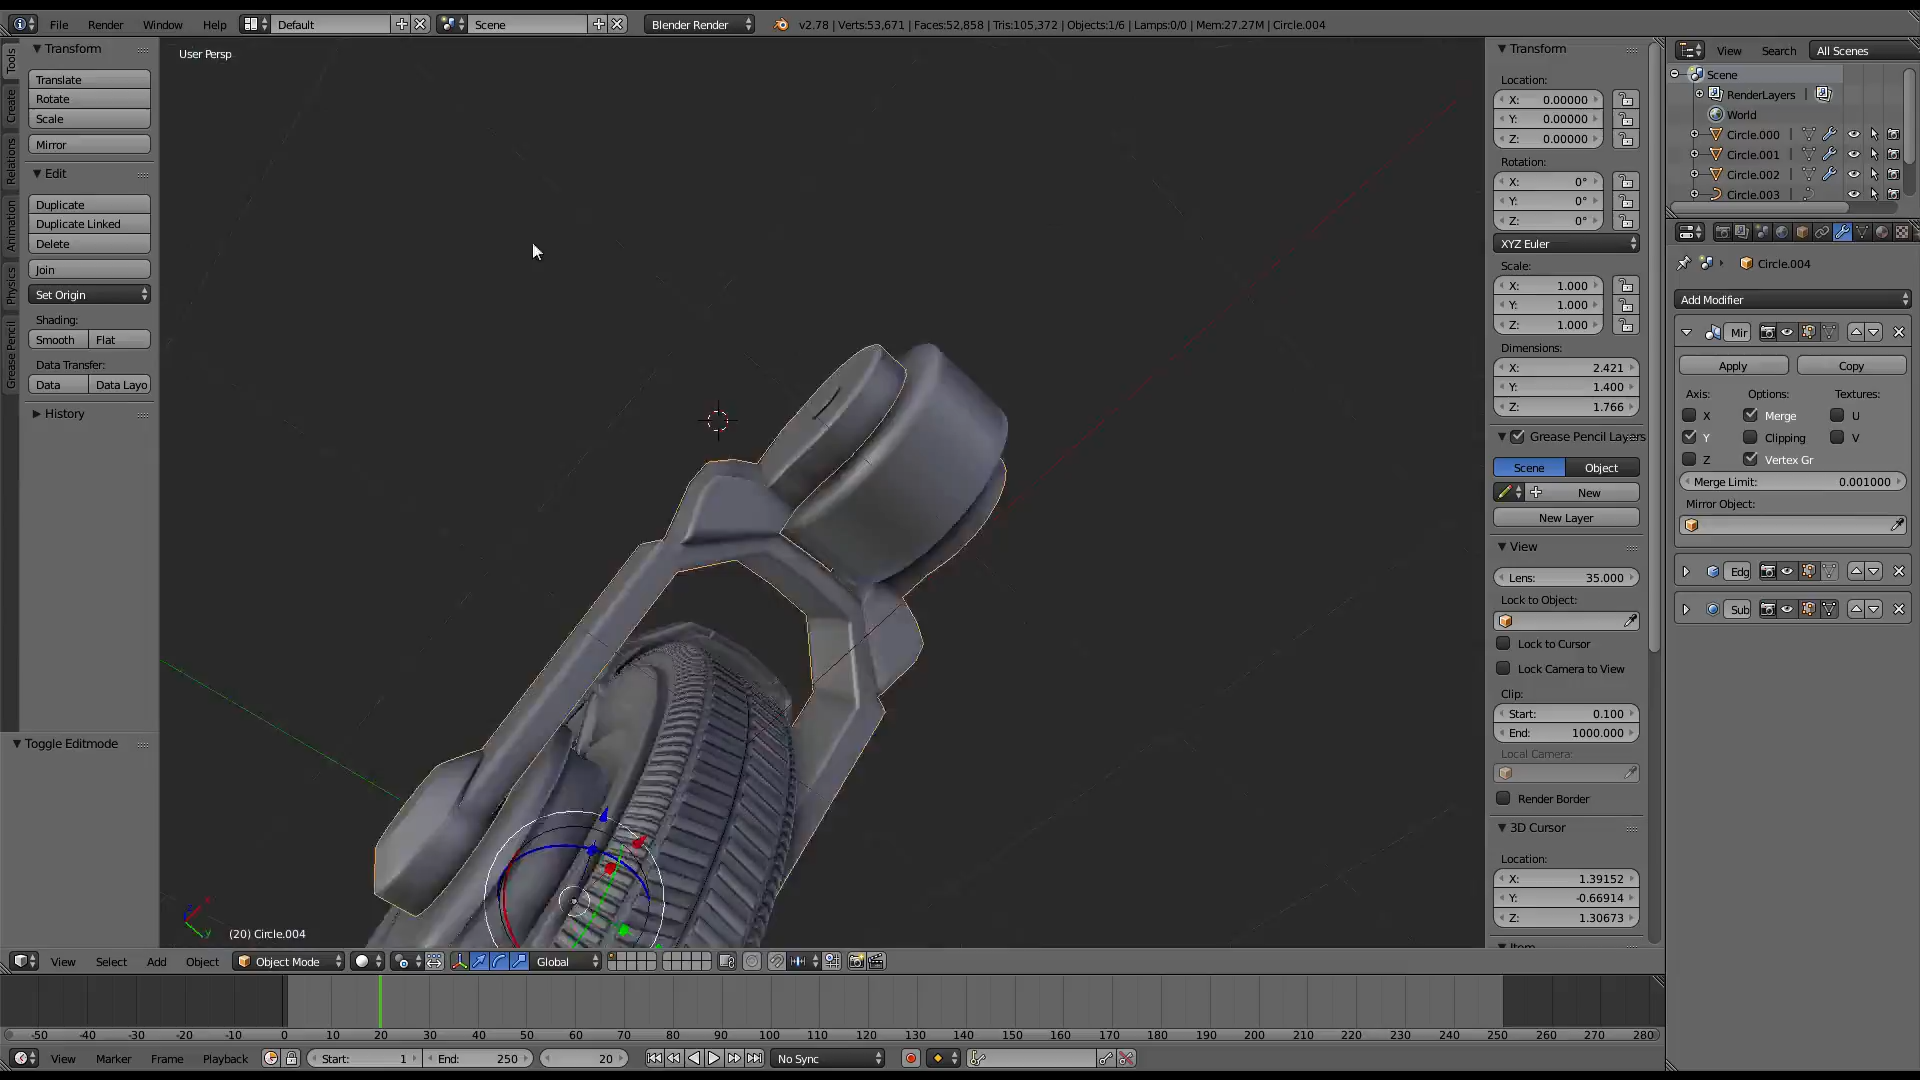 File Render Window Help Default Scene Blender Render v2.78 | Verts:53,671 | Faces:52,858 | Tris:105,372 | Objects:1/6 | Lamps:0/0 | Mem:27.27M | Circle.004
Tools
Create
Relations
Animation
Physics
Grease Pencil
Transform
Translate
Rotate
Scale
Mirror
Edit
Duplicate
Duplicate Linked
Delete
Join
Set Origin
Shading:
Smooth Flat
Data Transfer:
Data Data Layo
History
Toggle Editmode
User Persp
(20) Circle.004
Transform
Location:
X: 0.00000
Y: 0.00000
Z: 0.00000
Rotation:
X: 0°
Y: 0°
Z: 0°
XYZ Euler
Scale:
X: 1.000
Y: 1.000
Z: 1.000
Dimensions:
X: 2.421
Y: 1.400
Z: 1.766
Grease Pencil Layers
Scene Object
New
New Layer
View
Lens: 35.000
Lock to Object:
Lock to Cursor
Lock Camera to View
Clip:
Start: 0.100
End: 1000.000
Local Camera:
Render Border
3D Cursor
Location:
X: 1.39152
Y: -0.66914
Z: 1.30673
Item
View Search All Scenes
Scene
RenderLayers |
World
Circle.000 |
Circle.001 |
Circle.002 |
Circle.003 |
Circle.004
Add Modifier
Mir
Apply Copy
Axis: Options: Textures:
X Merge U
Y Clipping V
Z Vertex Gr
Merge Limit: 0.001000
Mirror Object:
Edg
Sub
View Select Add Object Object Mode Global
-50 -40 -30 -20 -10 0 10 20 30 40 50 60 70 80 90 100 110 120 130 140 150 160 170 180 190 200 210 220 230 240 250 260 270 280
View Marker Frame Playback Start: 1 End: 250 20 No Sync